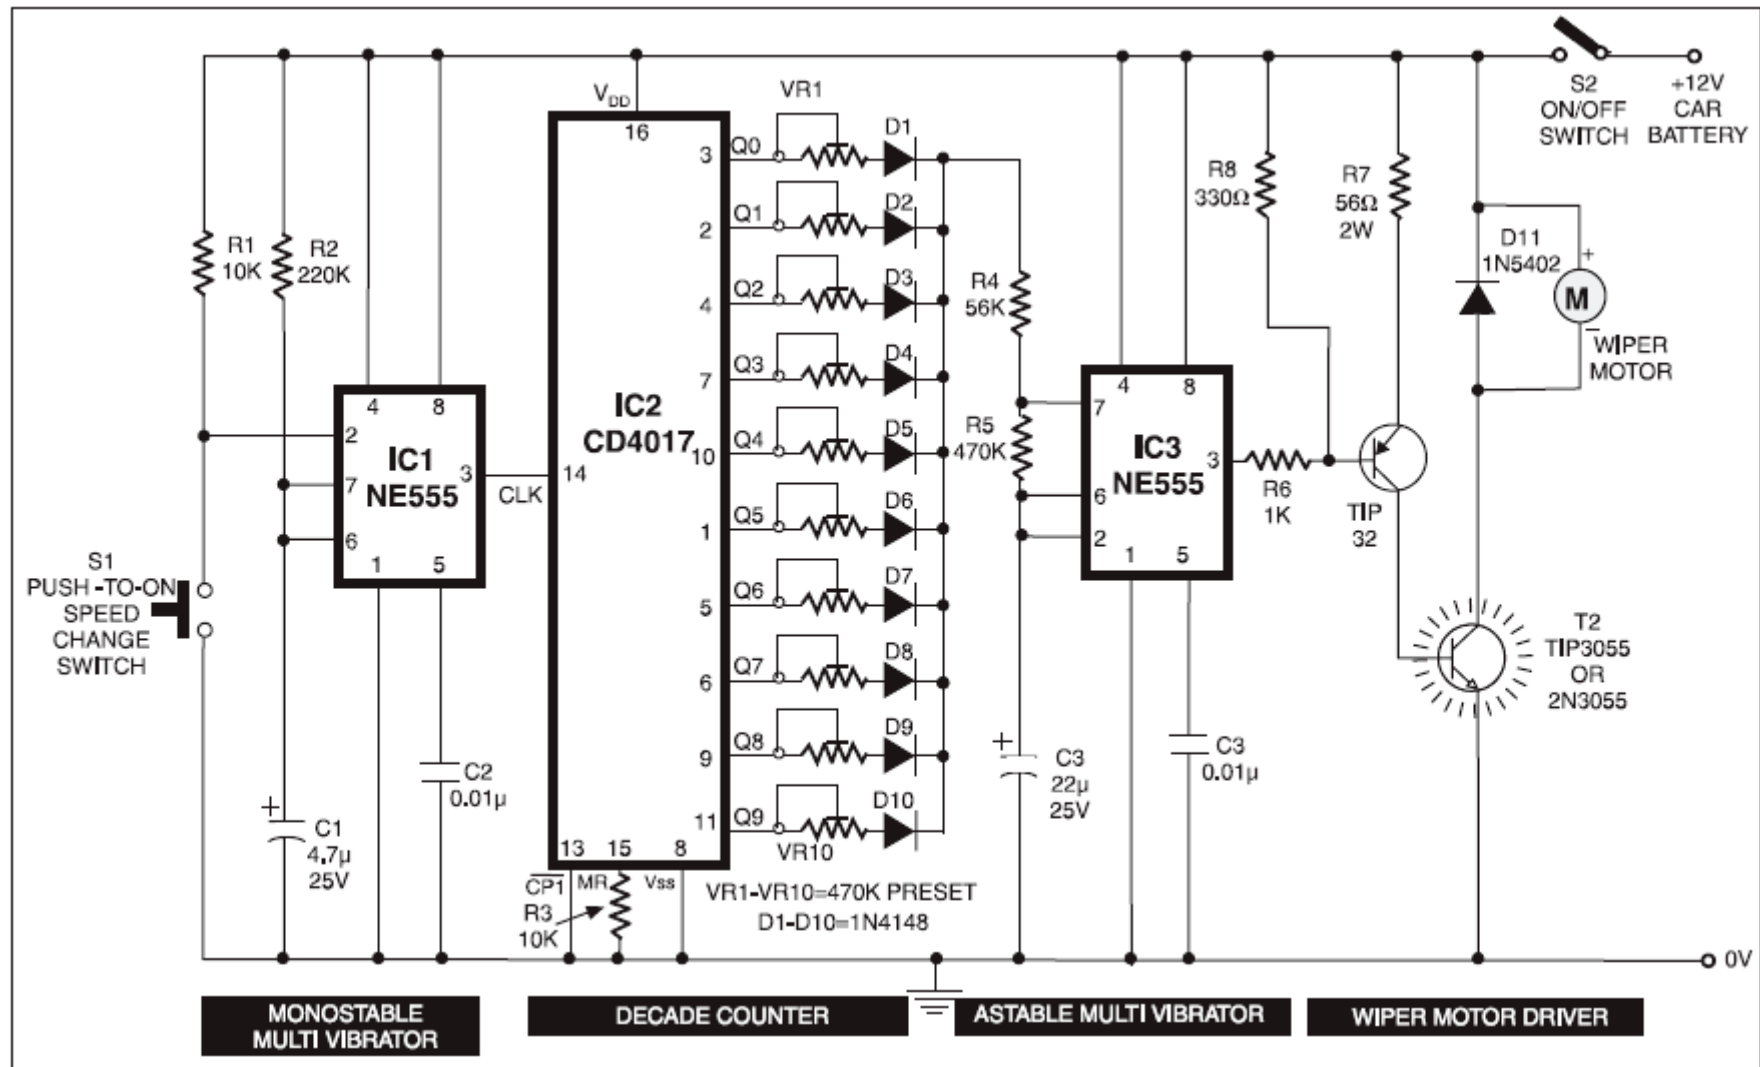 VR1
V_DD
16
D1
3
Q0
D2
2
Q1
D3
4
Q2
D4
7
Q3
D5
10
Q4
D6
1
Q5
D7
5
Q6
D8
6
Q7
D9
9
Q8
D10
11
Q9
VR10
IC2
CD4017
14
13
15
8
CP1
MR
Vss
R3
10K
VR1-VR10=470K PRESET
D1-D10=1N4148
R1
10K
R2
220K
4
8
2
7
6
3
1
5
IC1
NE555
CLK
S1
PUSH -TO-ON
SPEED
CHANGE
SWITCH
+
C1
4.7µ
25V
C2
0.01µ
R4
56K
R5
470K
4
8
7
6
2
3
1
5
IC3
NE555
+
C3
22µ
25V
C3
0.01µ
R8
330Ω
R7
56Ω
2W
R6
1K
TIP
32
D11
1N5402
+
M
−
WIPER
MOTOR
S2
ON/OFF
SWITCH
+12V
CAR
BATTERY
T2
TIP3055
OR
2N3055
0V
MONOSTABLE
MULTI VIBRATOR
DECADE COUNTER
ASTABLE MULTI VIBRATOR
WIPER MOTOR DRIVER